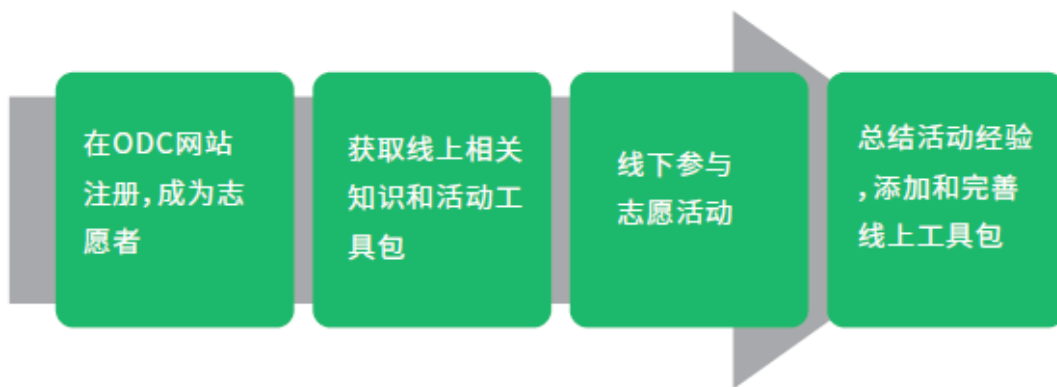 在ODC网站
注册,成为志
愿者
获取线上相关
知识和活动工
具包
线下参与
志愿活动
总结活动经验
,添加和完善
线上工具包